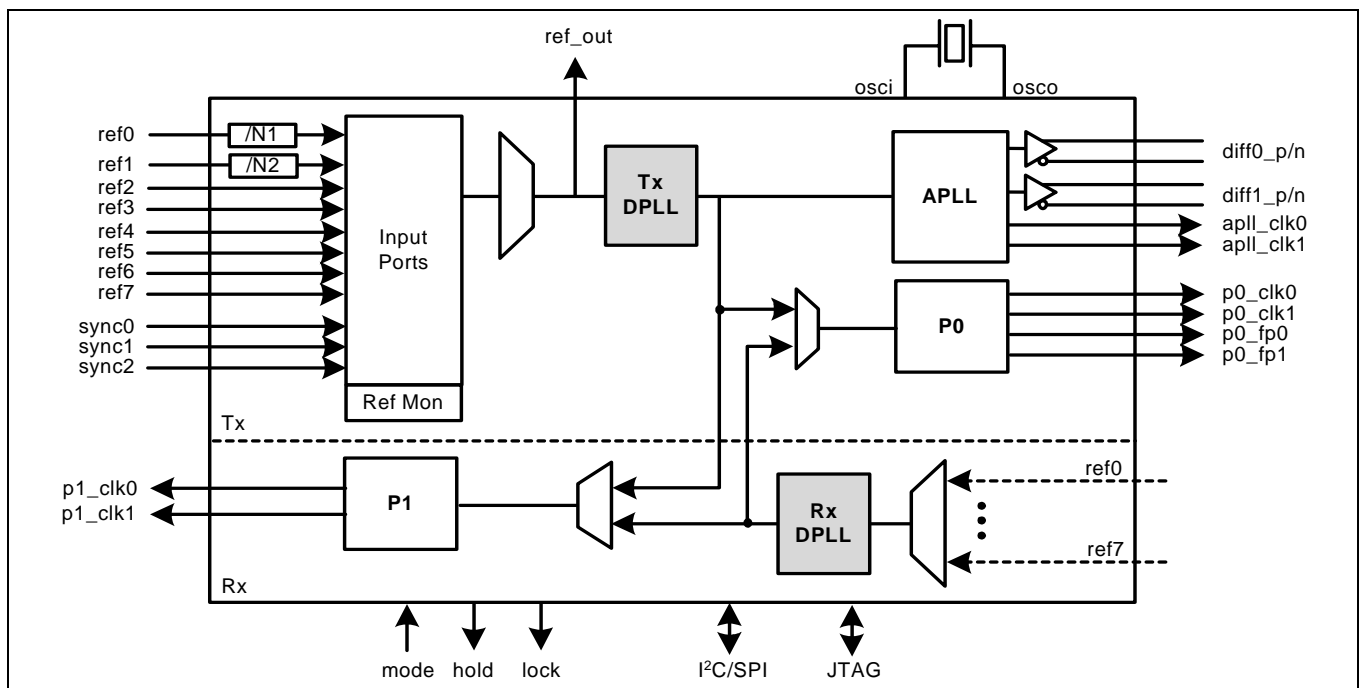 ref_out
osci
osco
ref0
/N1
ref1
/N2
ref2
ref3
ref4
ref5
ref6
ref7
sync0
sync1
sync2
Input
Ports
Ref Mon
Tx
DPLL
APLL
diff0_p/n
diff1_p/n
apll_clk0
apll_clk1
P0
p0_clk0
p0_clk1
p0_fp0
p0_fp1
Tx
p1_clk0
p1_clk1
P1
Rx
DPLL
ref0
ref7
Rx
mode
hold
lock
I²C/SPI
JTAG